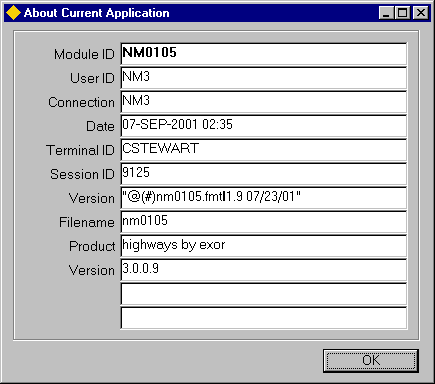 About Current Application
Module ID NM0105
User ID NM3
Connection NM3
Date 07-SEP-2001 02:35
Terminal ID CSTEWART
Session ID 9125
Version "@(#)nm0105.fmtl1.9 07/23/01"
Filename nm0105
Product highways by exor
Version 3.0.0.9
OK